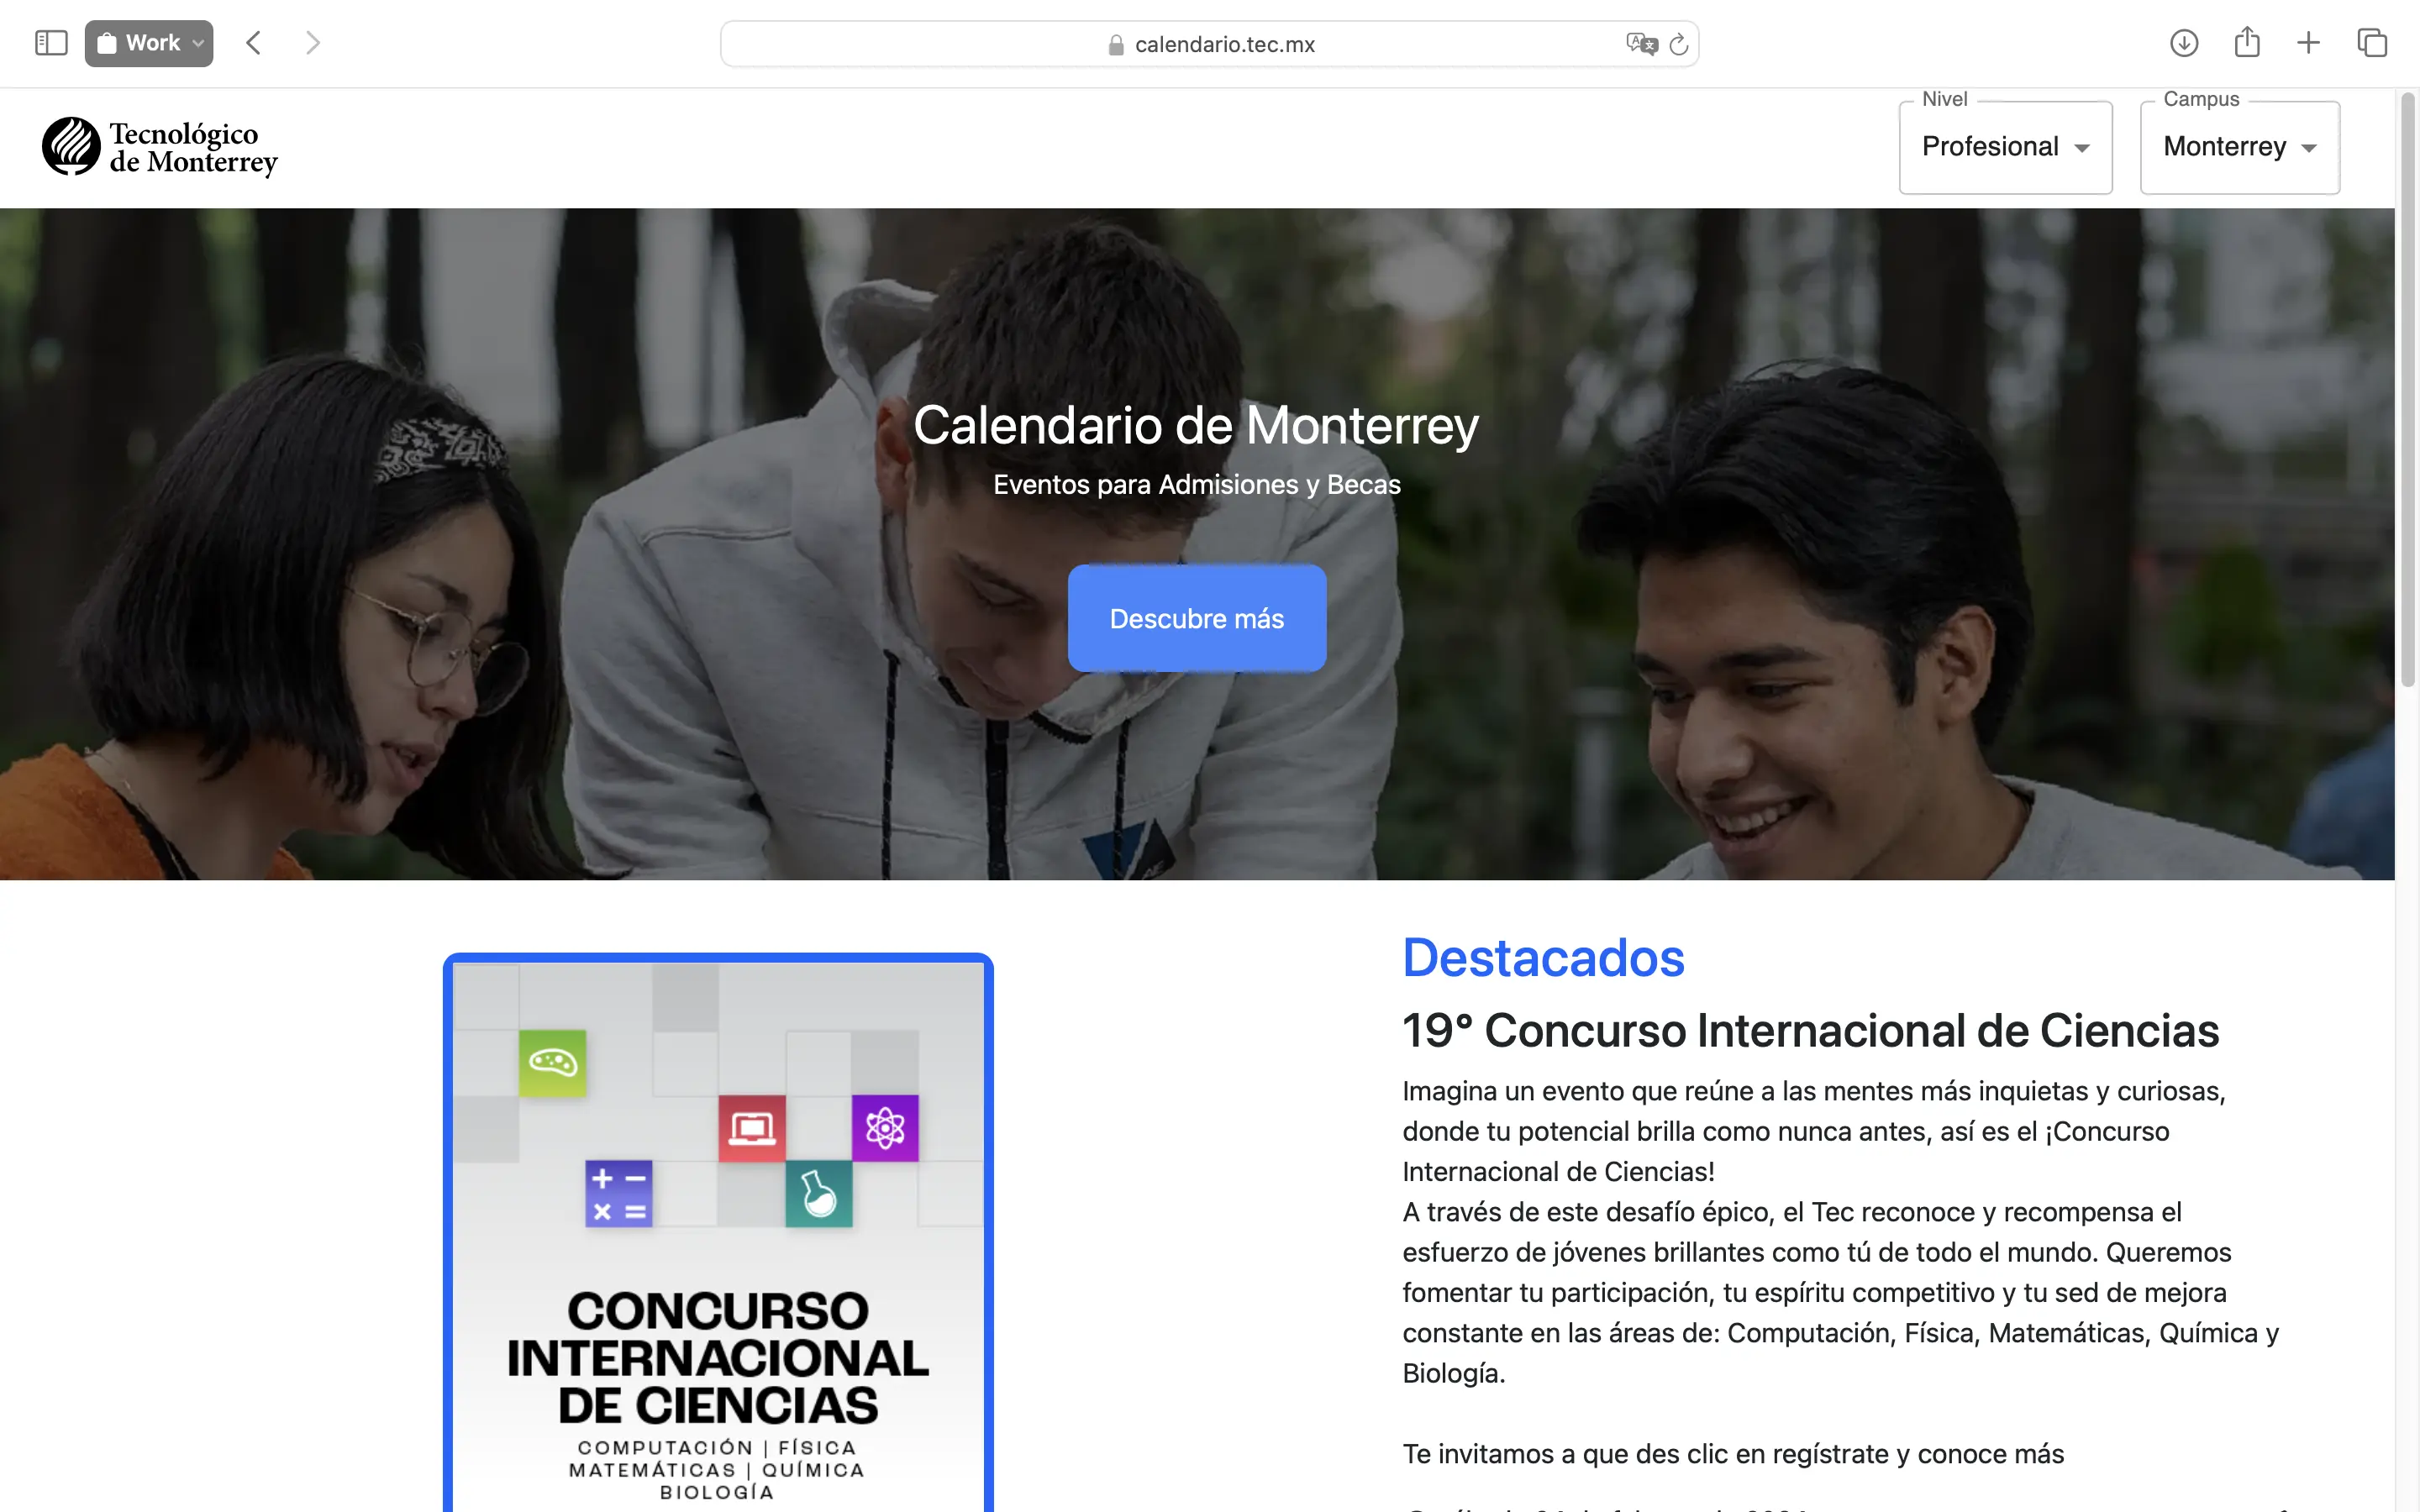 Work
calendario.tec.mx
Tecnológico
de Monterrey
Nivel
Profesional
Campus
Monterrey
Calendario de Monterrey
Eventos para Admisiones y Becas
Descubre más
CONCURSO
INTERNACIONAL
DE CIENCIAS
COMPUTACIÓN | FÍSICA
MATEMÁTICAS | QUÍMICA
BIOLOGÍA
Destacados
19° Concurso Internacional de Ciencias
Imagina un evento que reúne a las mentes más inquietas y curiosas,
donde tu potencial brilla como nunca antes, así es el ¡Concurso
Internacional de Ciencias!
A través de este desafío épico, el Tec reconoce y recompensa el
esfuerzo de jóvenes brillantes como tú de todo el mundo. Queremos
fomentar tu participación, tu espíritu competitivo y tu sed de mejora
constante en las áreas de: Computación, Física, Matemáticas, Química y
Biología.
Te invitamos a que des clic en regístrate y conoce más